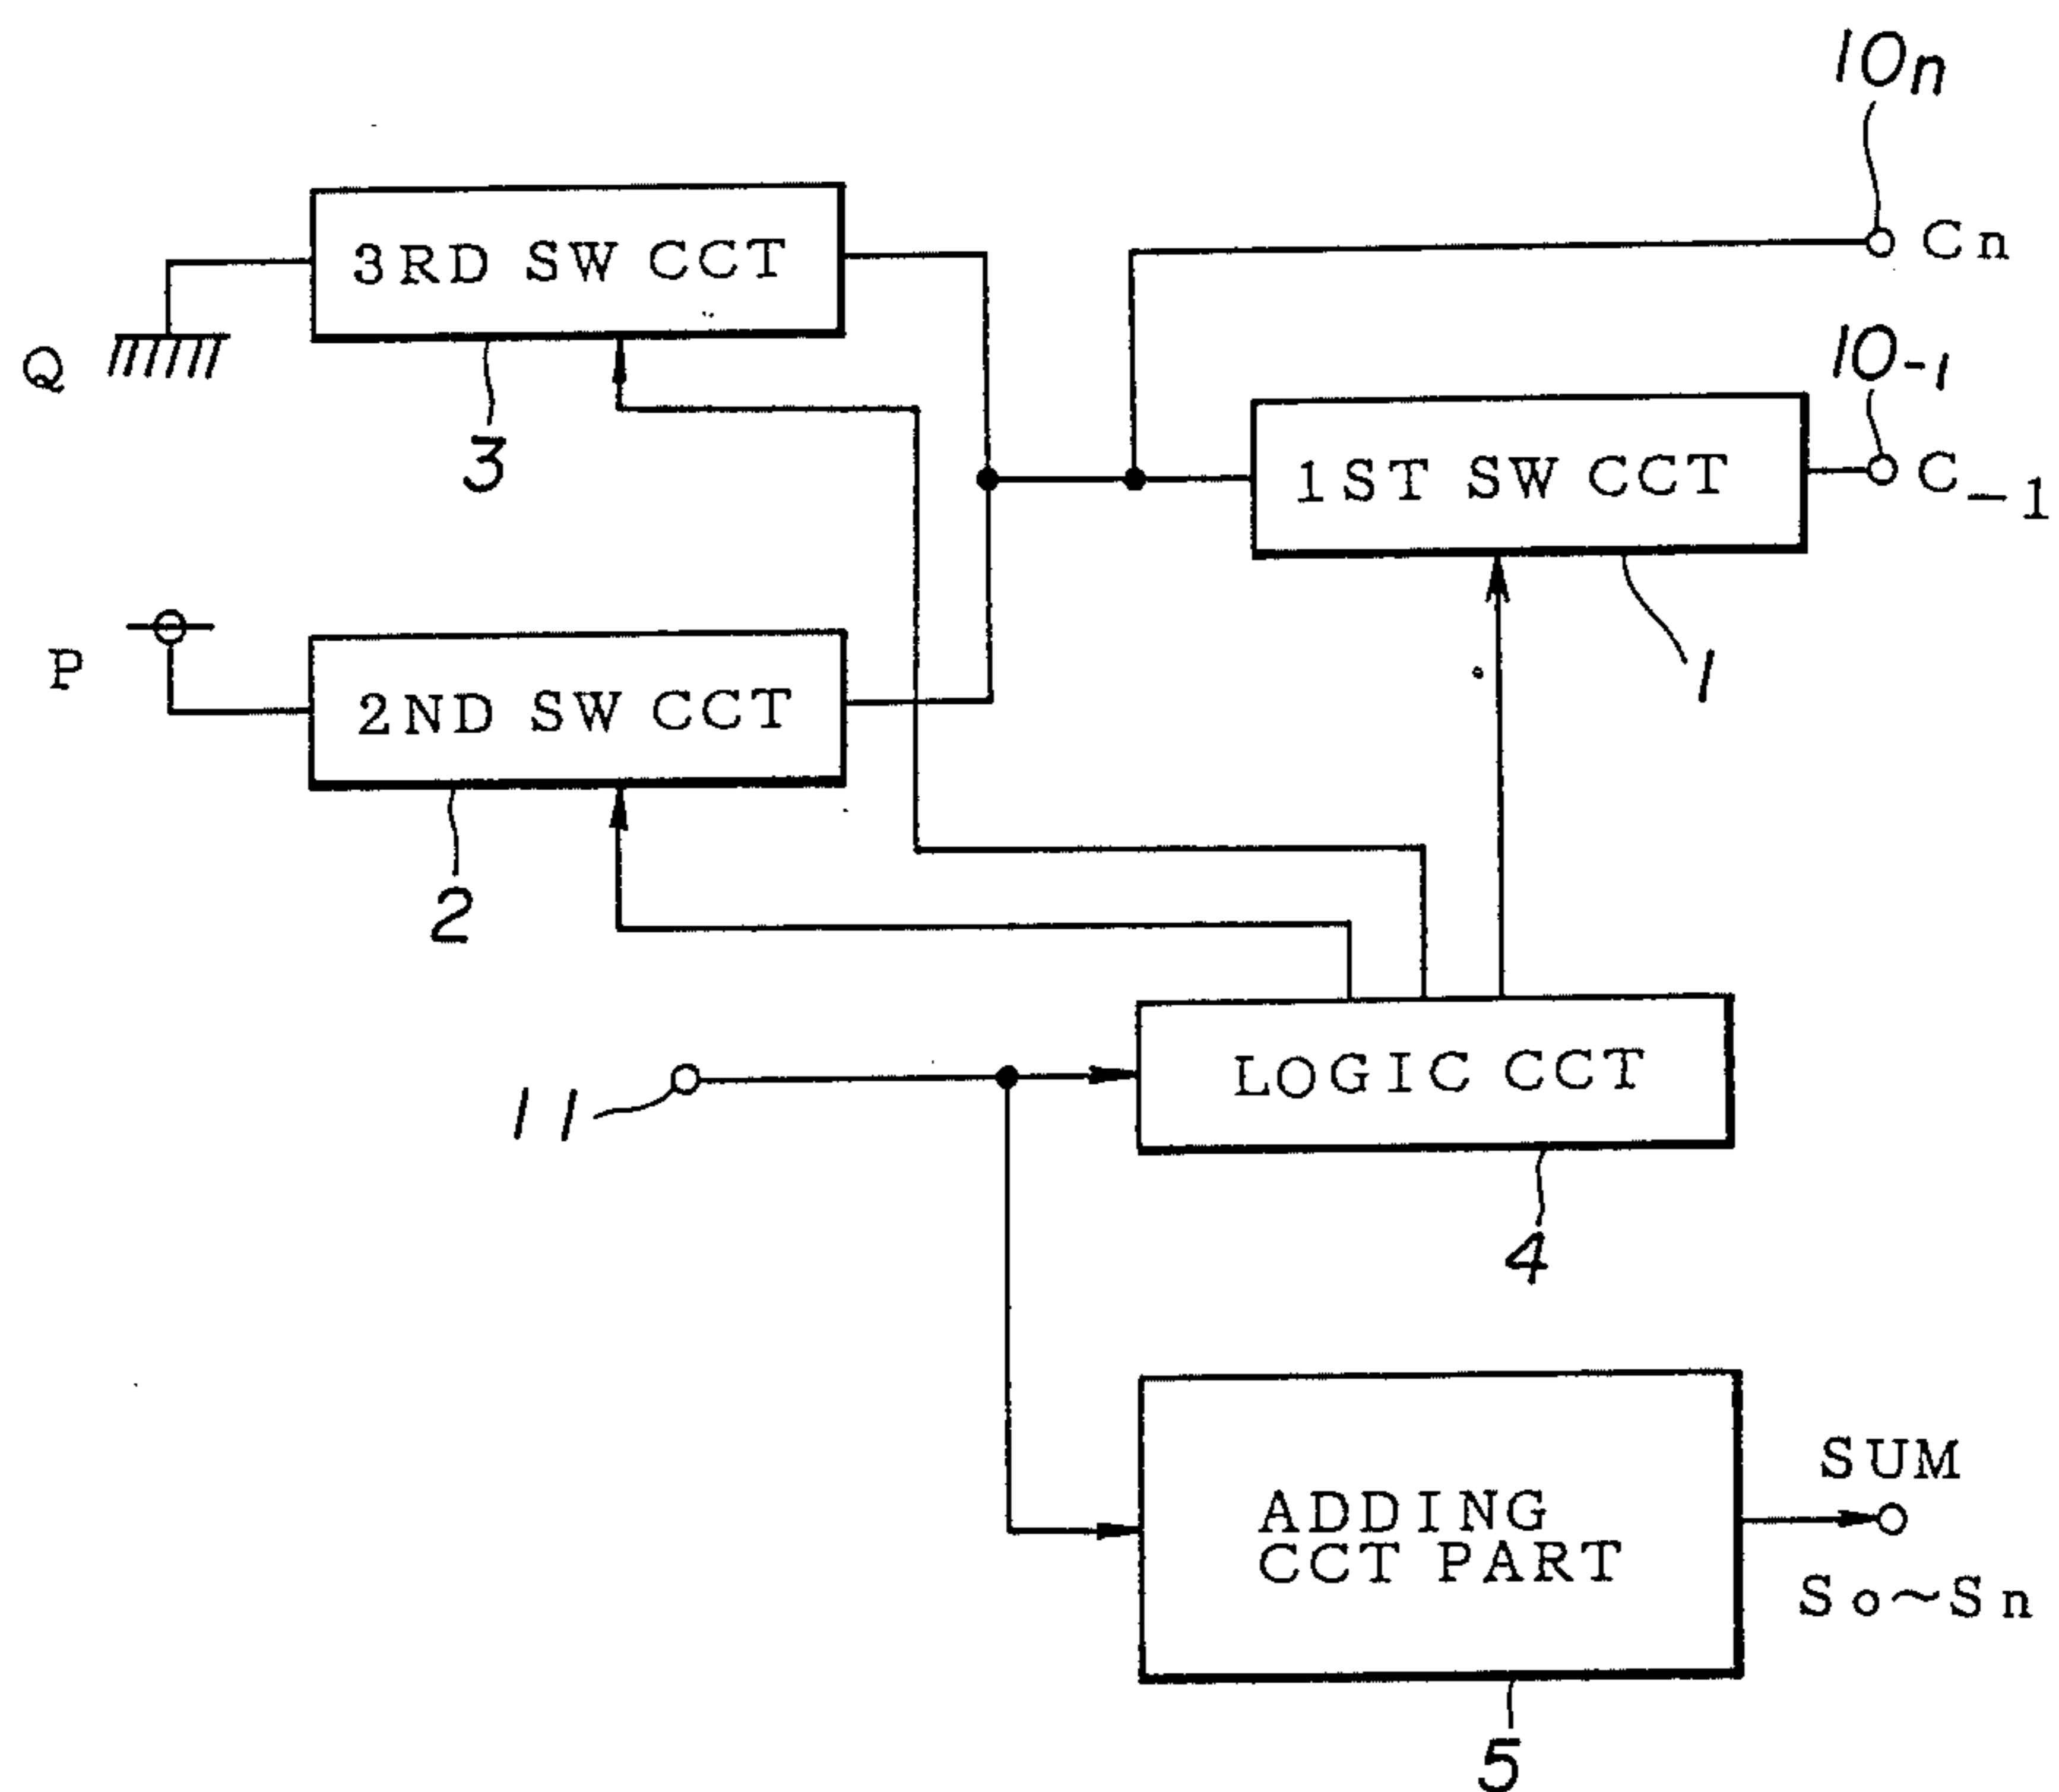 10n
3RD SW CCT
Cn
Q
3
10-1
1ST SW CCT
C-1
P
2ND SW CCT
1
2
LOGIC CCT
11
4
ADDING
CCT PART
SUM
So~Sn
5